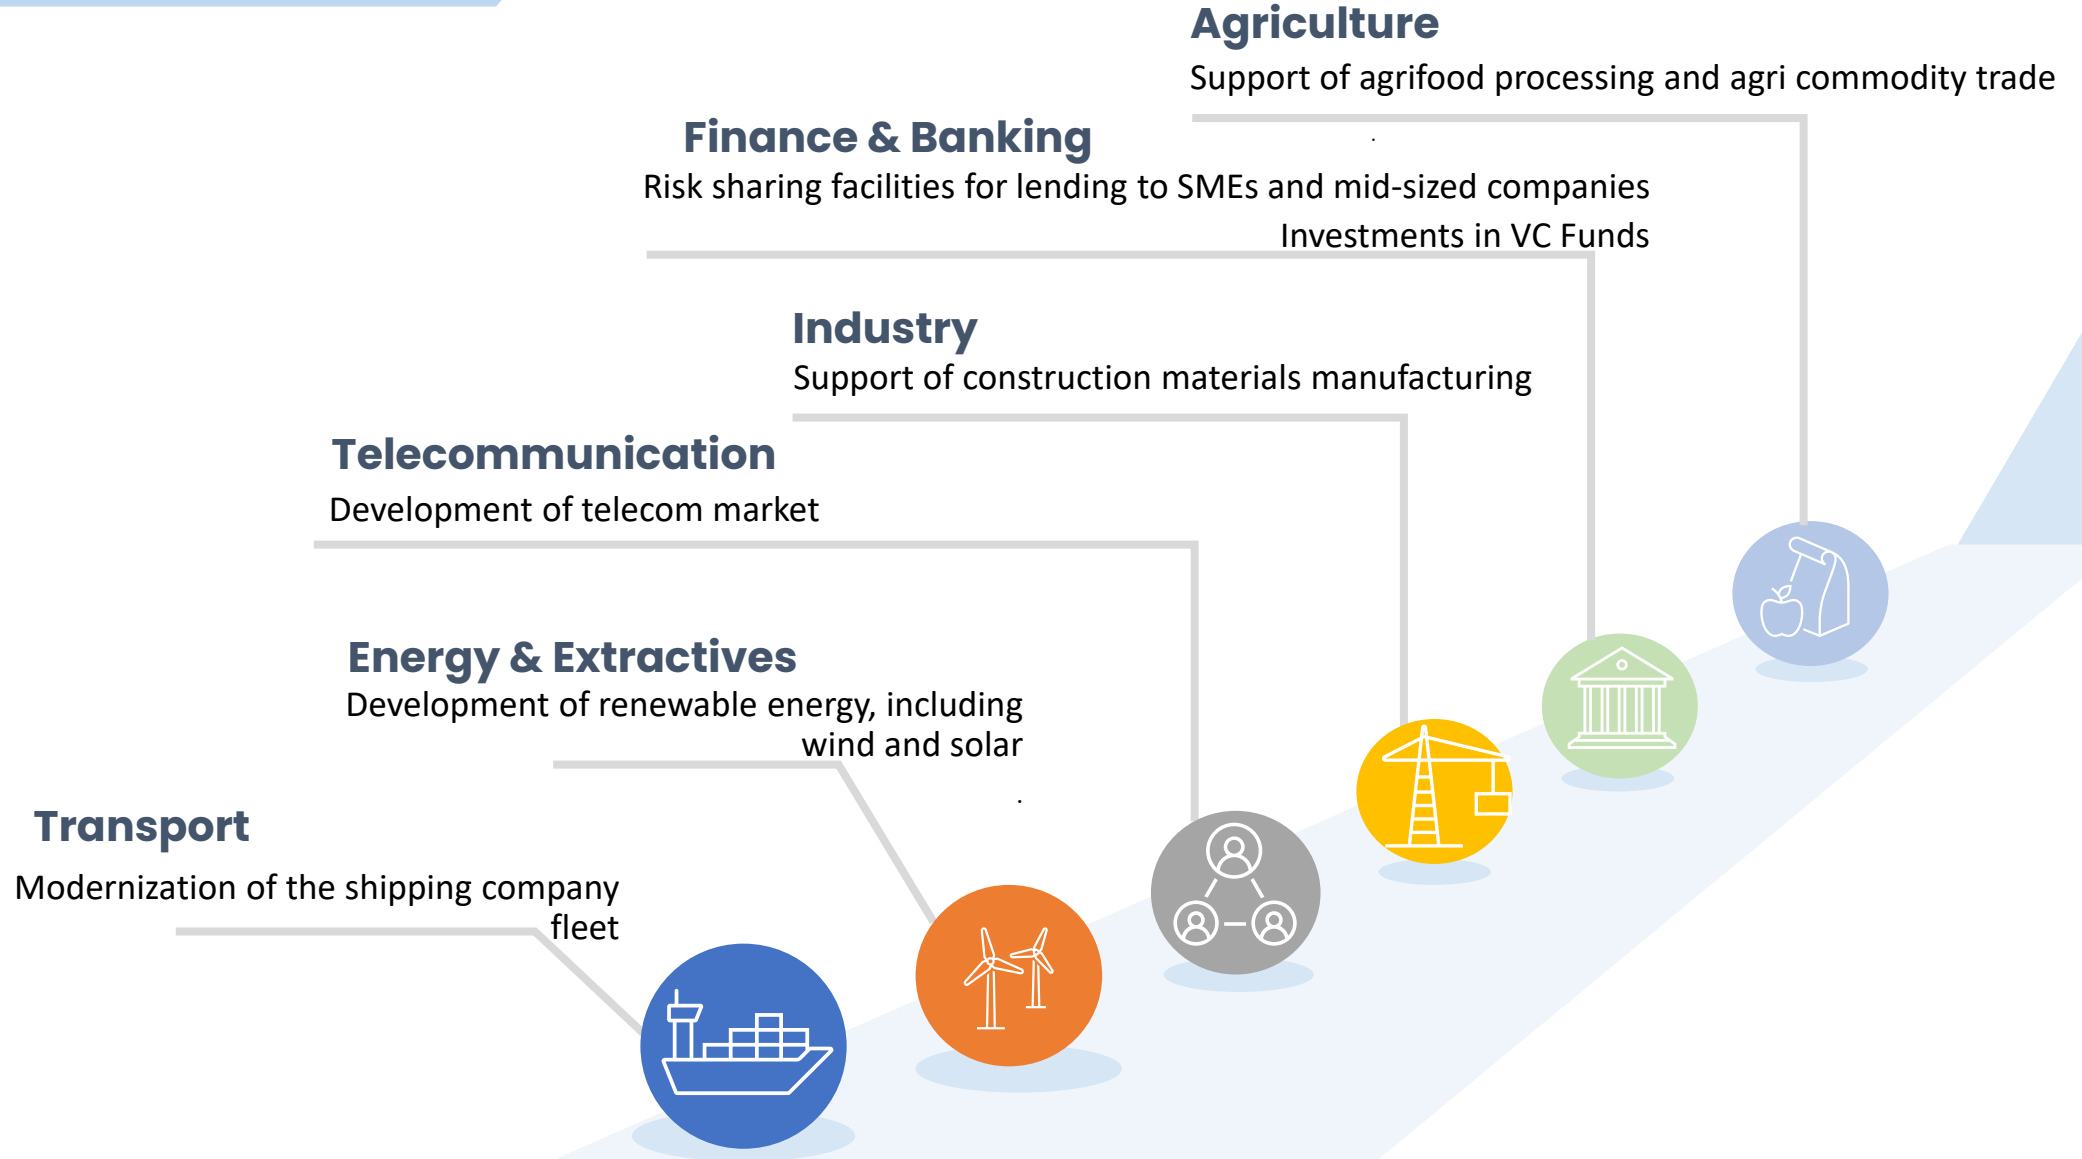 Agriculture
Support of agrifood processing and agri commodity trade
.
Finance & Banking
Risk sharing facilities for lending to SMEs and mid-sized companies
Investments in VC Funds
Industry
Support of construction materials manufacturing
Telecommunication
Development of telecom market
Energy & Extractives
Development of renewable energy, including
wind and solar
.
Transport
Modernization of the shipping company
fleet